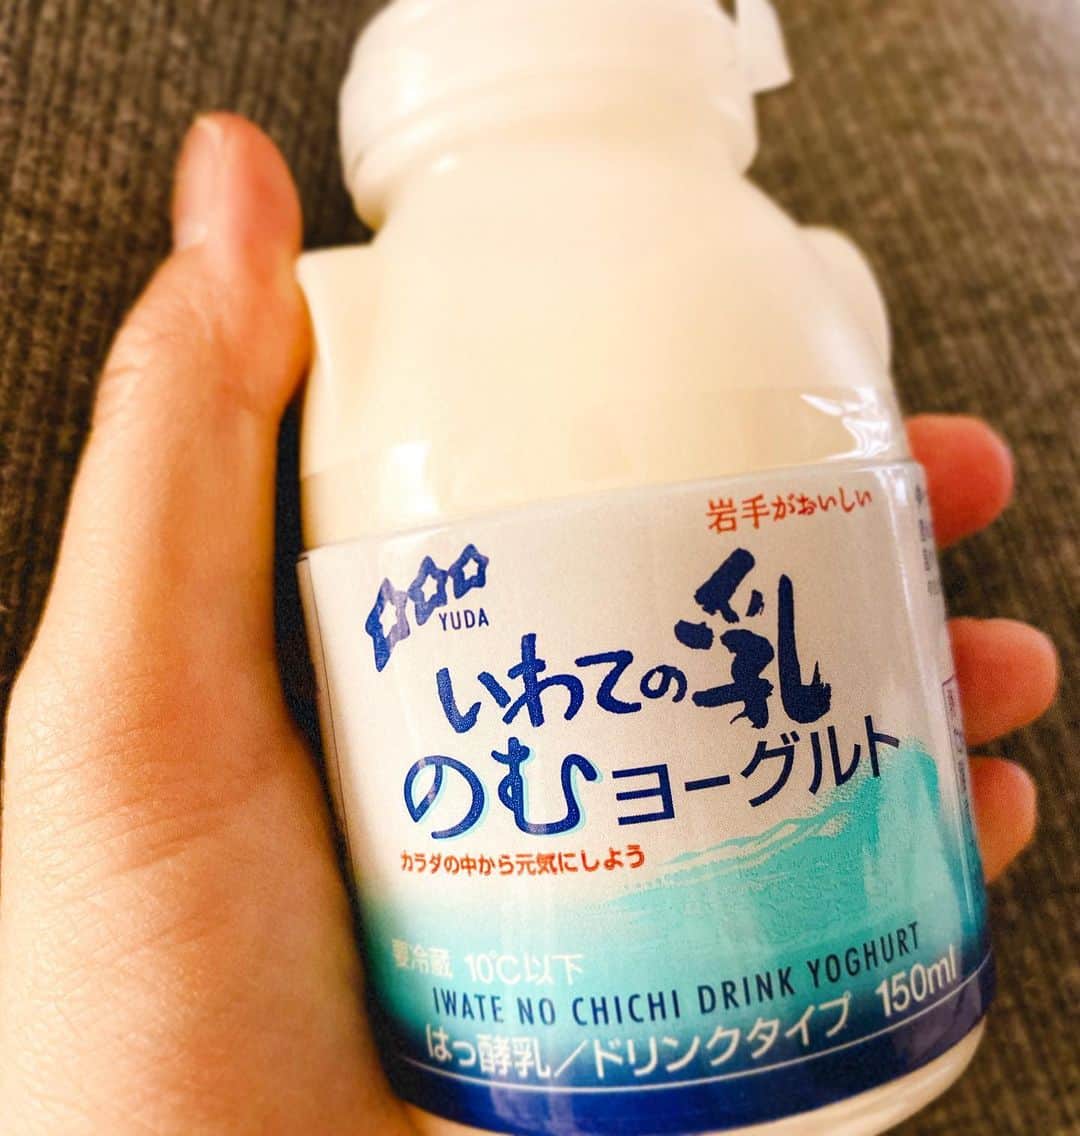 岩手がおいしい
YUDA
いわての乳
のむヨーグルト
カラダの中から元気にしよう
要冷蔵 10℃以下
IWATE NO CHICHI DRINK YOGHURT
はっ酵乳／ドリンクタイプ 150ml